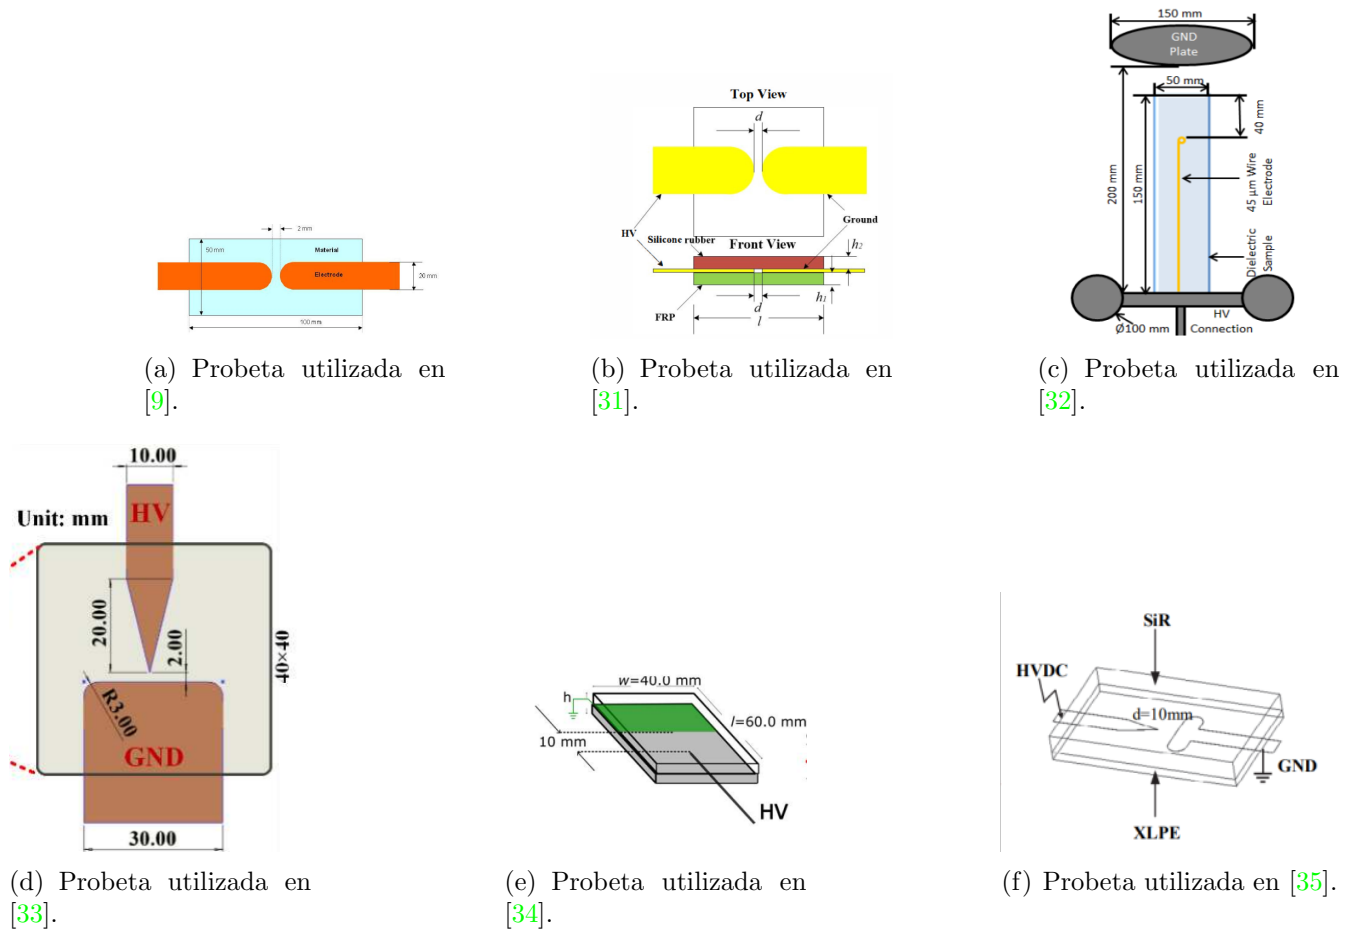 2 mm
50 mm
Material
Electrode
20 mm
100 mm
(a) Probeta utilizada en
[9].
Top View
d
HV
Ground
Silicone rubber
Front View
h2
FRP
d
h1
l
(b) Probeta utilizada en
[31].
150 mm
GND
Plate
50 mm
40 mm
200 mm
150 mm
45 µm Wire
Electrode
Dielectric
Sample
Ø100 mm
HV
Connection
(c) Probeta utilizada en
[32].
10.00
Unit: mm
HV
20.00
2.00
40×40
R3.00
GND
30.00
(d) Probeta utilizada en
[33].
w=40.0 mm
h
l=60.0 mm
10 mm
HV
(e) Probeta utilizada en
[34].
SiR
HVDC
d=10mm
GND
XLPE
(f) Probeta utilizada en [35].